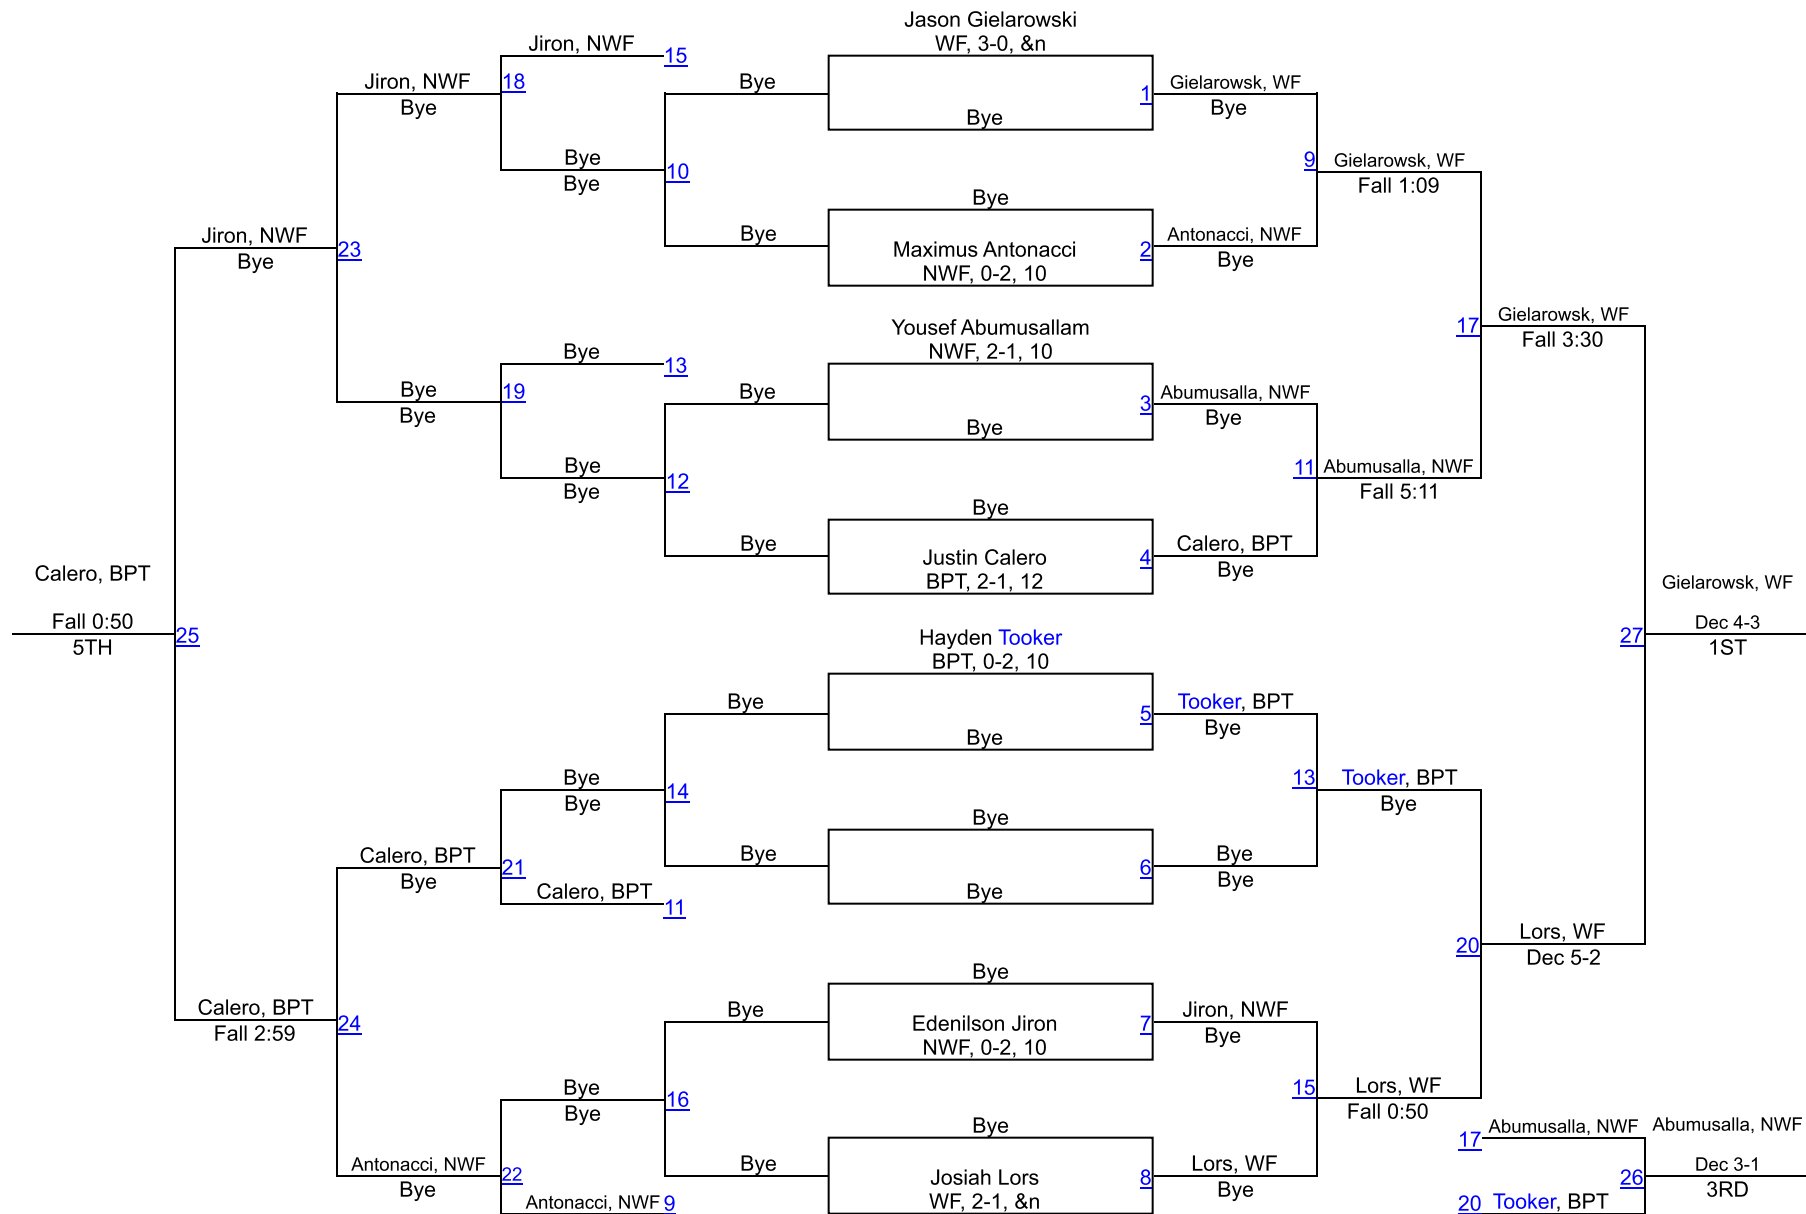 Jason Gielarowski
WF, 3-0, &n
Jiron, NWF
15
Jiron, NWF
18
Bye
Bye
1
Gielarowsk, WF
Bye
Bye
Bye
10
Bye
9
Gielarowsk, WF
Fall 1:09
Bye
Jiron, NWF
Bye
23
Bye
Maximus Antonacci
NWF, 0-2, 10
2
Antonacci, NWF
Bye
Yousef Abumusallam
NWF, 2-1, 10
17
Gielarowsk, WF
Fall 3:30
Bye
13
Bye
Bye
19
Bye
3
Abumusalla, NWF
Bye
Bye
Bye
Bye
12
11
Abumusalla, NWF
Fall 5:11
Bye
Bye
Justin Calero
BPT, 2-1, 12
4
Calero, BPT
Bye
Calero, BPT
Fall 0:50
5TH
25
Gielarowsk, WF
27
Dec 4-3
1ST
Hayden Tooker
BPT, 0-2, 10
Bye
5
Tooker, BPT
Bye
Bye
Bye
Bye
14
13
Tooker, BPT
Bye
Bye
Calero, BPT
Bye
21
Bye
6
Bye
Bye
Bye
Calero, BPT
11
20
Lors, WF
Dec 5-2
Bye
Calero, BPT
Fall 2:59
24
Bye
Edenilson Jiron
NWF, 0-2, 10
7
Jiron, NWF
Bye
Bye
Bye
16
15
Lors, WF
Fall 0:50
Bye
17
Abumusalla, NWF
Abumusalla, NWF
Antonacci, NWF
Bye
22
Bye
Josiah Lors
WF, 2-1, &n
8
Lors, WF
Bye
26
Dec 3-1
3RD
Antonacci, NWF
9
20
Tooker, BPT